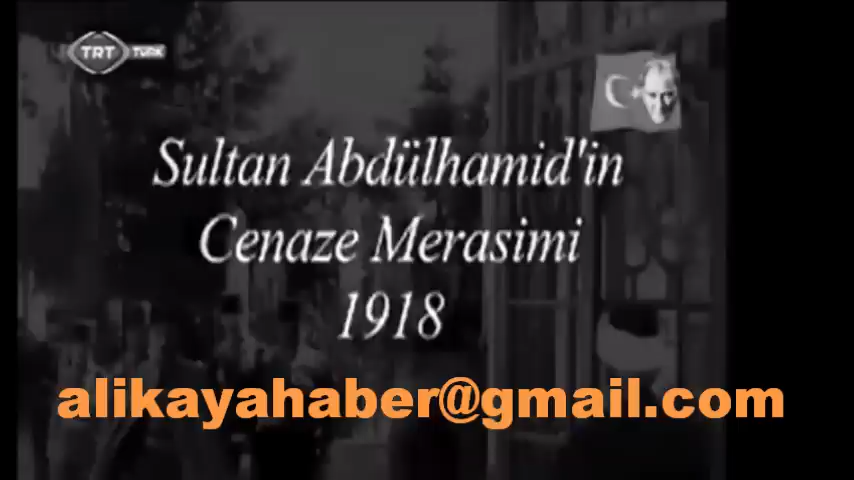 TRT TÜRK
Sultan Abdülhamid'in
Cenaze Merasimi
1918
alikayahaber@gmail.com